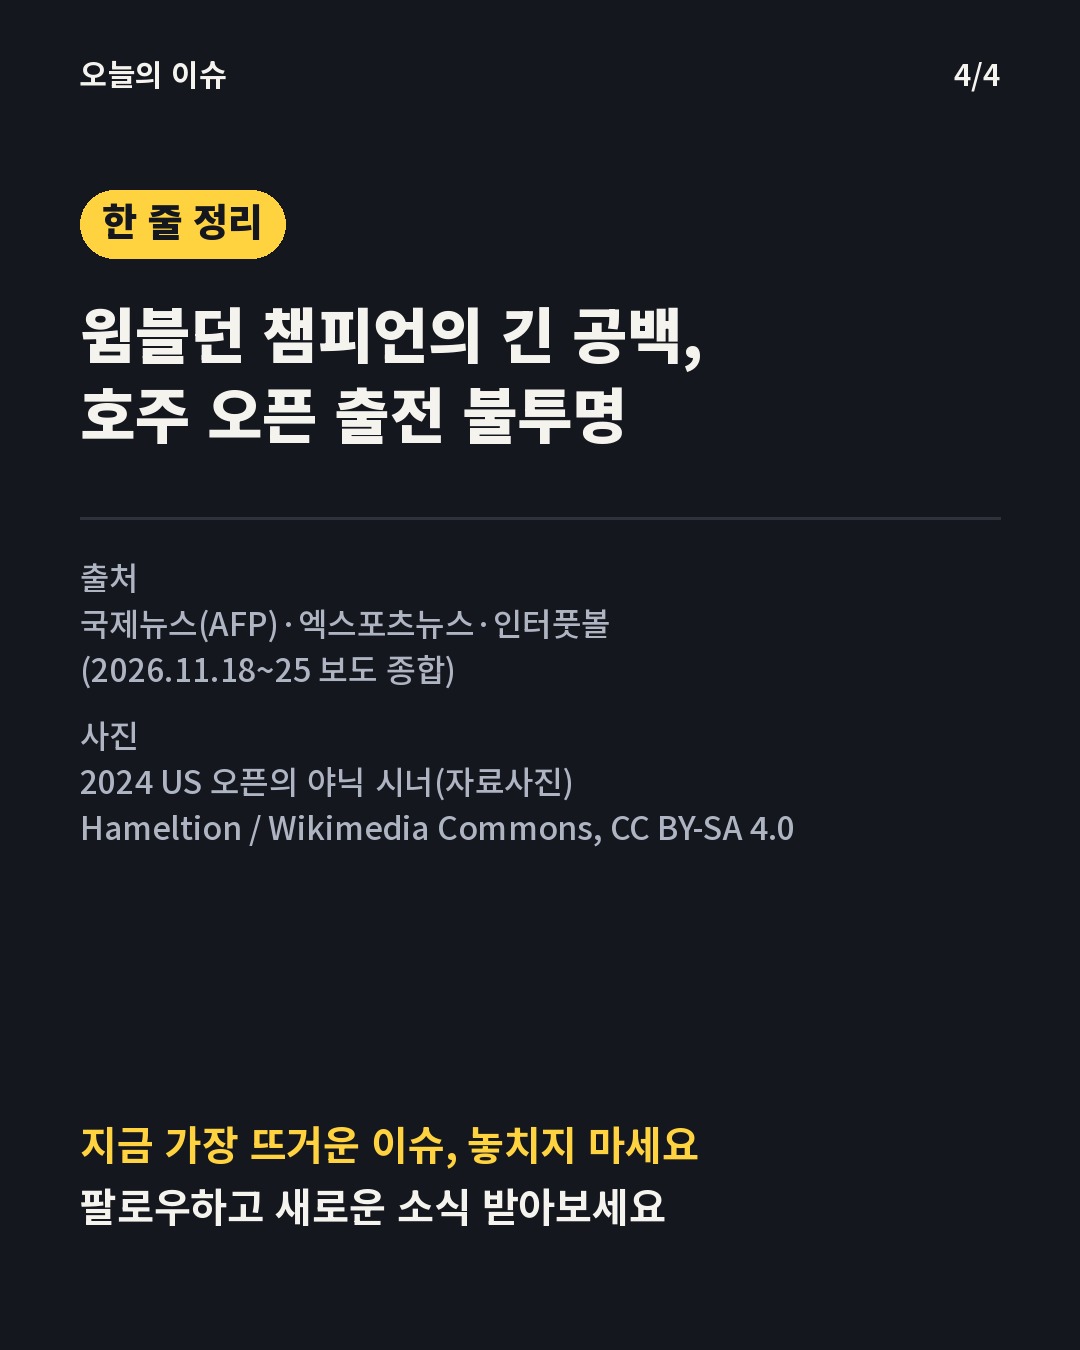 오늘의 이슈
4/4
한 줄 정리
윔블던 챔피언의 긴 공백,
호주 오픈 출전 불투명
출처
국제뉴스(AFP)·엑스포츠뉴스·인터풋볼
(2026.11.18~25 보도 종합)
사진
2024 US 오픈의 야닉 시너(자료사진)
Hameltion / Wikimedia Commons, CC BY-SA 4.0
지금 가장 뜨거운 이슈, 놓치지 마세요
팔로우하고 새로운 소식 받아보세요